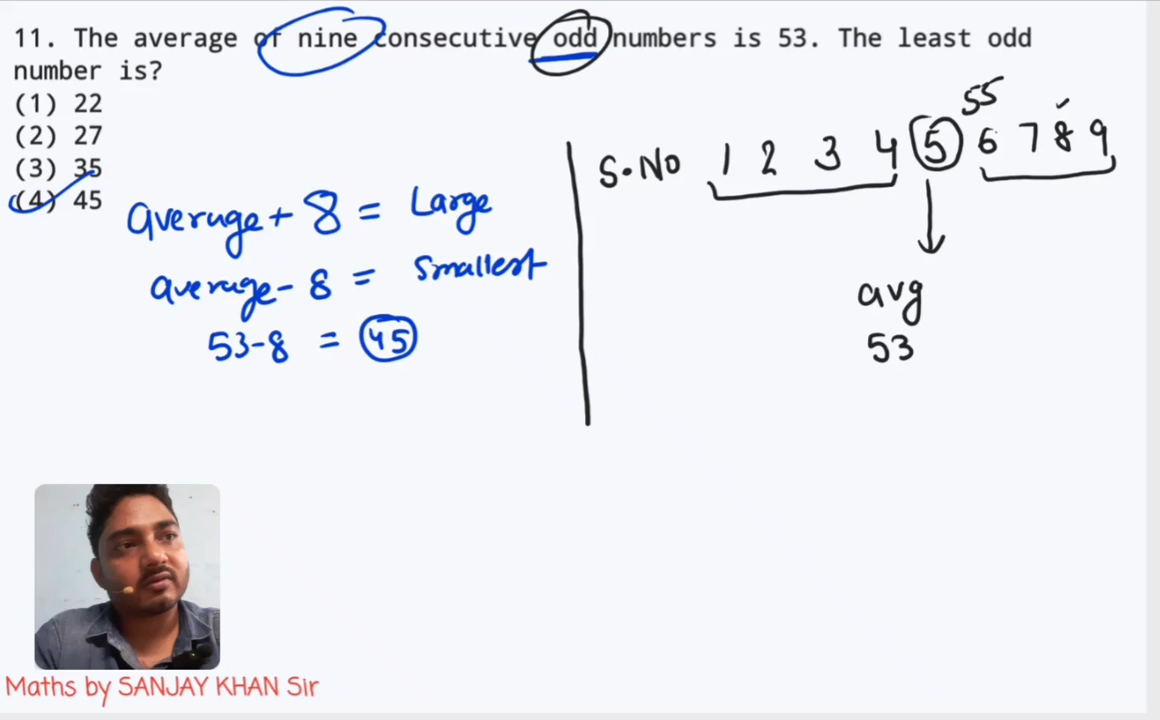 11. The average of nine consecutive odd numbers is 53. The least odd
number is?
(1) 22
(2) 27
(3) 35
(4) 45
average + 8 = Large
average - 8 = Smallest
53-8 = 45
55
S.No 1 2 3 4 5 6 7 8 9
avg
53
Maths by SANJAY KHAN Sir